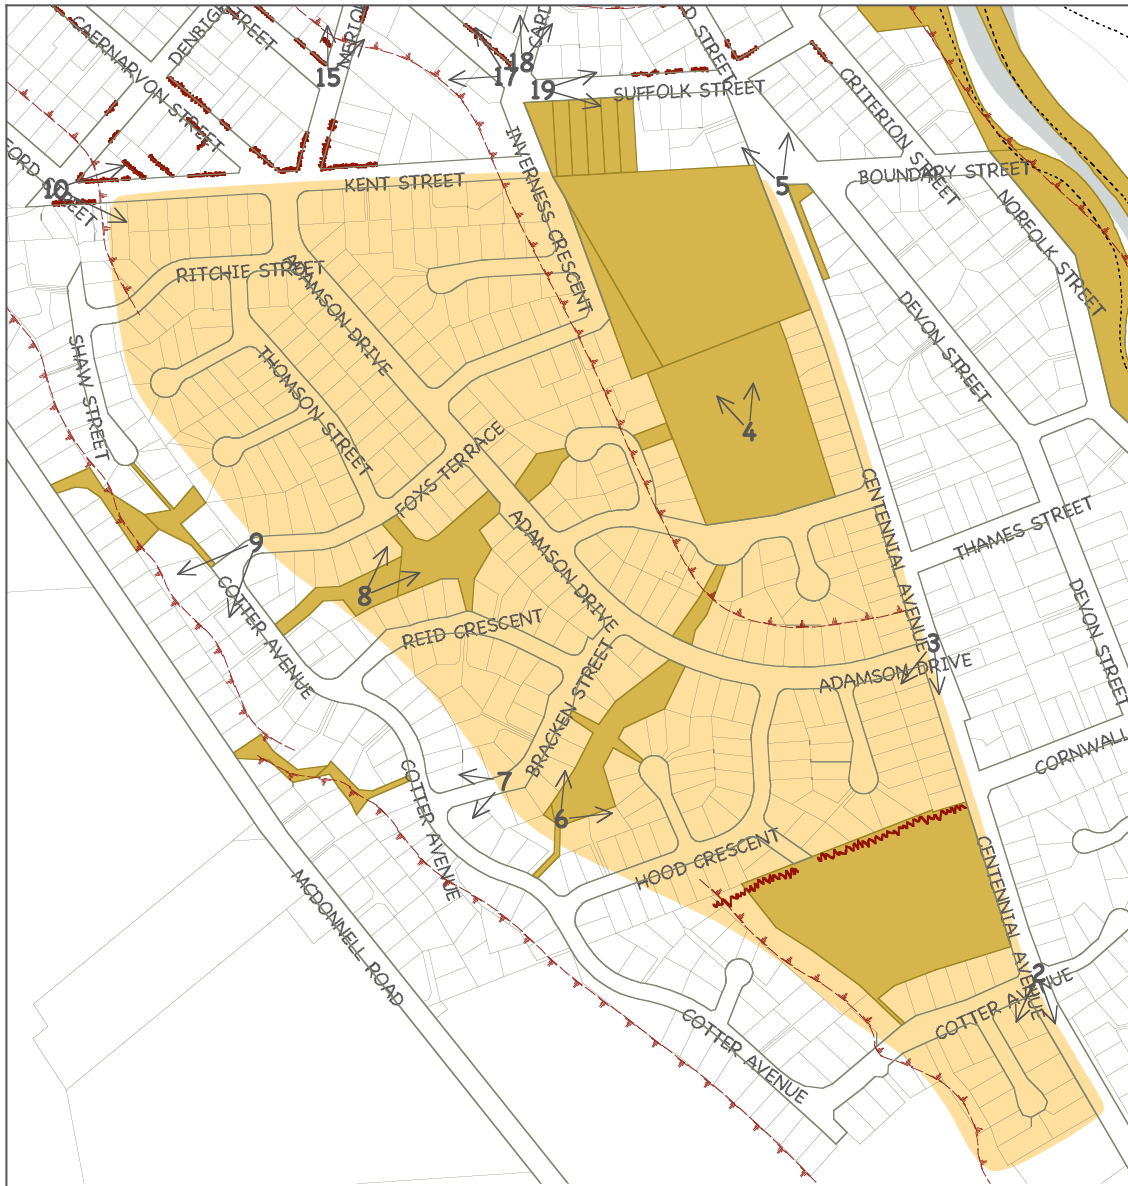 CAERNARVON STREET
DENBIGH STREET
15
18
17
19
SUFFOLK STREET
CRITERION STREET
BOUNDARY STREET
NORFOLK STREET
5
10
STREET
KENT STREET
INVERNESS CRESCENT
RITCHIE STREET
ADAMSON DRIVE
DEVON STREET
SHAW STREET
THOMSON STREET
4
FOXS TERRACE
CENTENNIAL AVENUE
THAMES STREET
ADAMSON DRIVE
9
8
COTTER AVENUE
REID CRESCENT
DEVON STREET
3
ADAMSON DRIVE
BRACKEN STREET
CORNWALL
7
COTTER AVENUE
6
HOOD CRESCENT
CENTENNIAL AVENUE
MCDONNELL ROAD
2
COTTER AVENUE
COTTER AVENUE